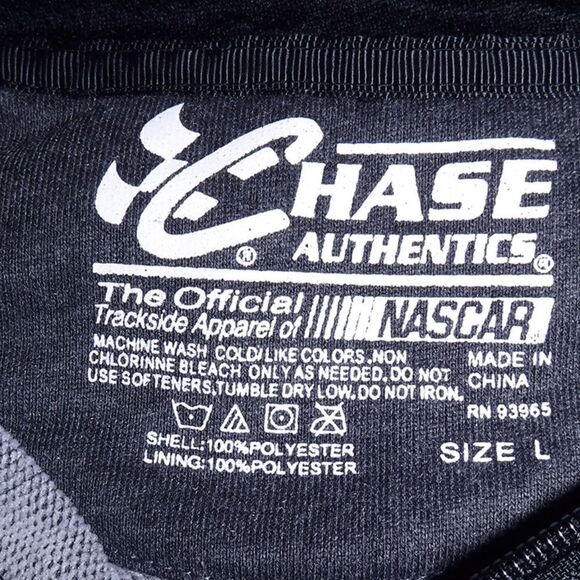 CHASE
AUTHENTICS®
®
The Official
Trackside Apparel of NASCAR
MACHINE WASH COLD/LIKE COLORS, NON
CHLORINNE BLEACH ONLY AS NEEDED, DO NOT
USE SOFTENERS, TUMBLE DRY LOW, DO NOT IRON.
MADE IN
CHINA
RN 93965
SHELL:100%POLYESTER
LINING:100%POLYESTER
SIZE L